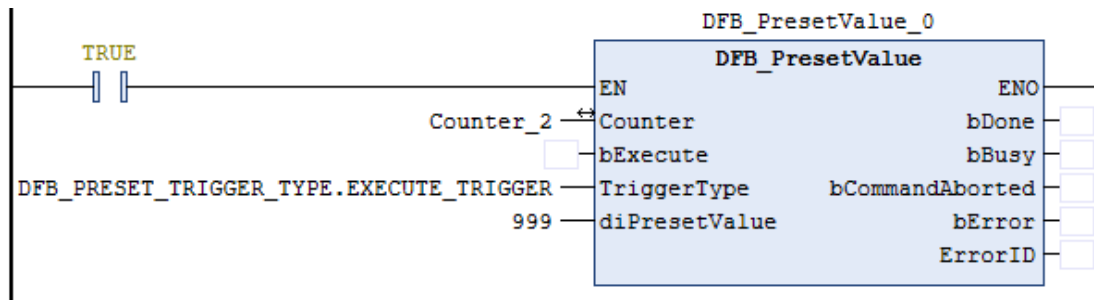 DFB_PresetValue_0
TRUE
DFB_PresetValue
EN ENO
Counter_2 Counter bDone
bExecute bBusy
DFB_PRESET_TRIGGER_TYPE.EXECUTE_TRIGGER TriggerType bCommandAborted
999 diPresetValue bError
ErrorID